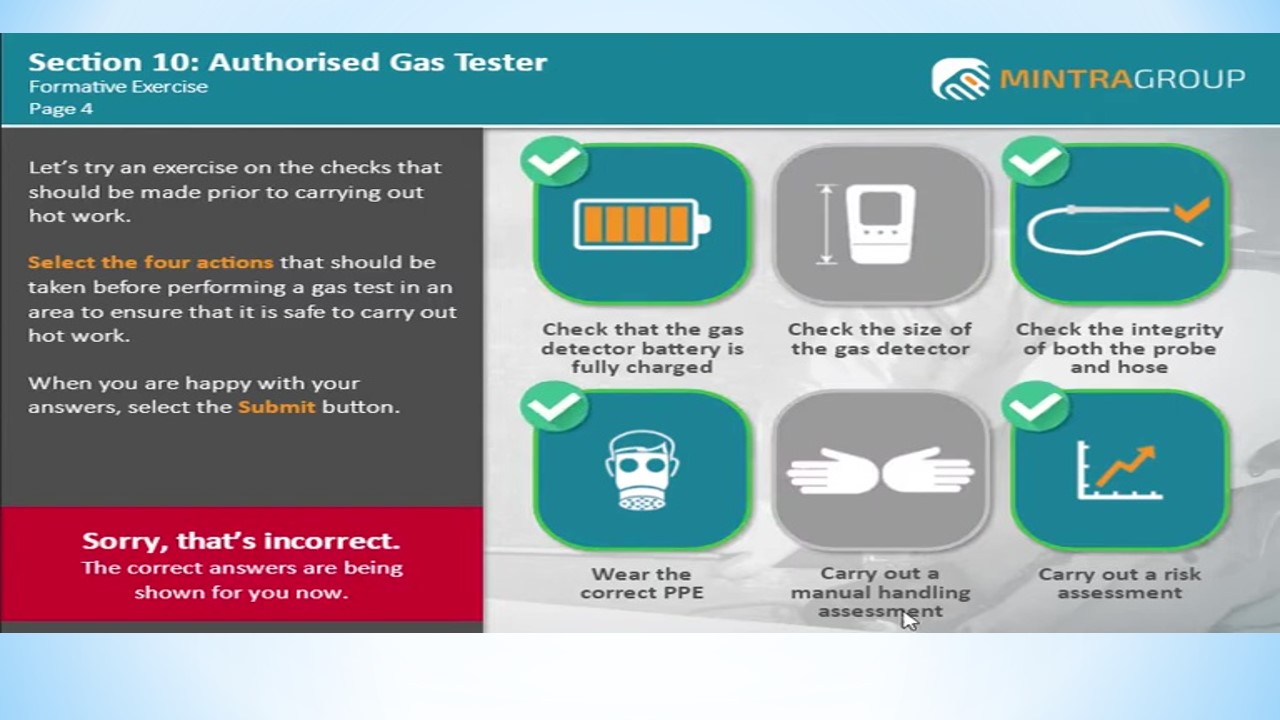 Section 10: Authorised Gas Tester
Formative Exercise
Page 4
MINTRAGROUP
Let's try an exercise on the checks that
should be made prior to carrying out
hot work.
Select the four actions that should be
taken before performing a gas test in an
area to ensure that it is safe to carry out
hot work.
When you are happy with your
answers, select the Submit button.
Sorry, that's incorrect.
The correct answers are being
shown for you now.
Check that the gas
detector battery is
fully charged
Check the size of
the gas detector
Check the integrity
of both the probe
and hose
Wear the
correct PPE
Carry out a
manual handling
assessment
Carry out a risk
assessment